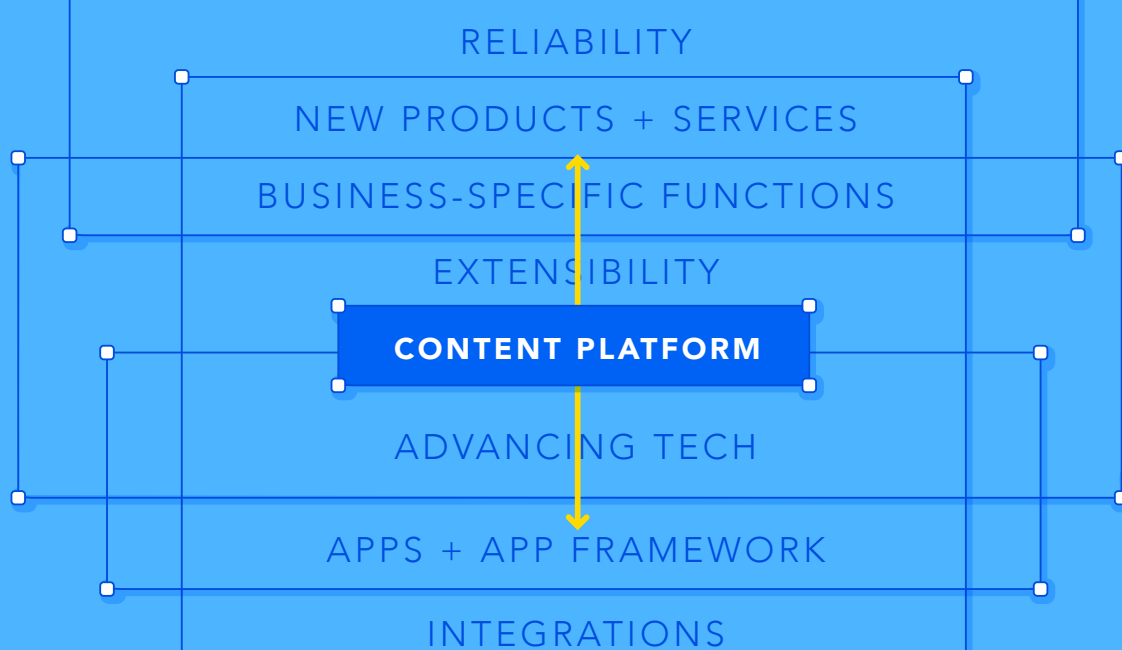 RELIABILITY
NEW PRODUCTS + SERVICES
BUSINESS-SPECIFIC FUNCTIONS
EXTENSIBILITY
CONTENT PLATFORM
ADVANCING TECH
APPS + APP FRAMEWORK
INTEGRATIONS